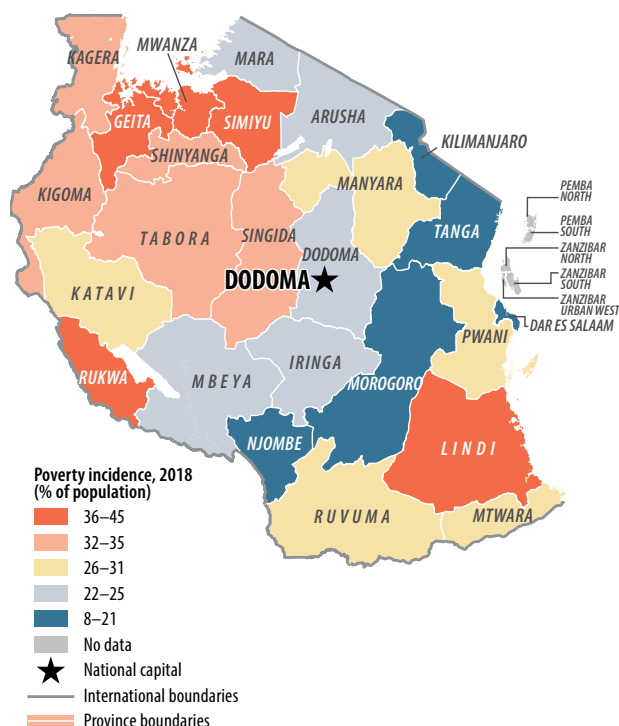 KAGERA
MWANZA
MARA
GEITA
SIMIYU
ARUSHA
KILIMANJARO
SHINYANGA
KIGOMA
MANYARA
PEMBA
NORTH
PEMBA
SOUTH
TABORA
SINGIDA
TANGA
ZANZIBAR
NORTH
DODOMA
DODOMA
ZANZIBAR
SOUTH
KATAVI
ZANZIBAR
URBAN WEST
DAR ES SALAAM
PWANI
RUKWA
MBEYA
IRINGA
MOROGORO
NJOMBE
LINDI
RUVUMA
MTWARA
Poverty incidence, 2018
(% of population)
36–45
32–35
26–31
22–25
8–21
No data
National capital
International boundaries
Province boundaries